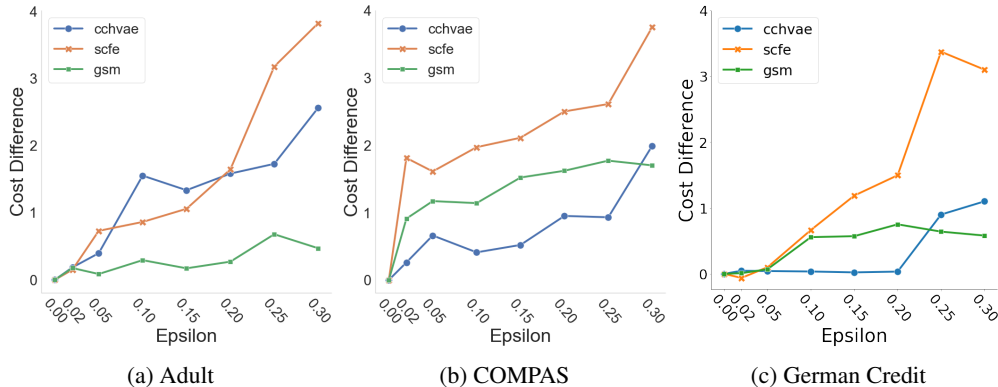 4
3
2
1
0
Cost Difference
cchvae
scfe
gsm
0.00
0.02
0.05
0.10
0.15
0.20
0.25
0.30
Epsilon
(a) Adult
4
3
2
1
0
Cost Difference
cchvae
scfe
gsm
0.00
0.02
0.05
0.10
0.15
0.20
0.25
0.30
Epsilon
(b) COMPAS
4
3
2
1
0
Cost Difference
cchvae
scfe
gsm
0.00
0.02
0.05
0.10
0.15
0.20
0.25
0.30
Epsilon
(c) German Credit